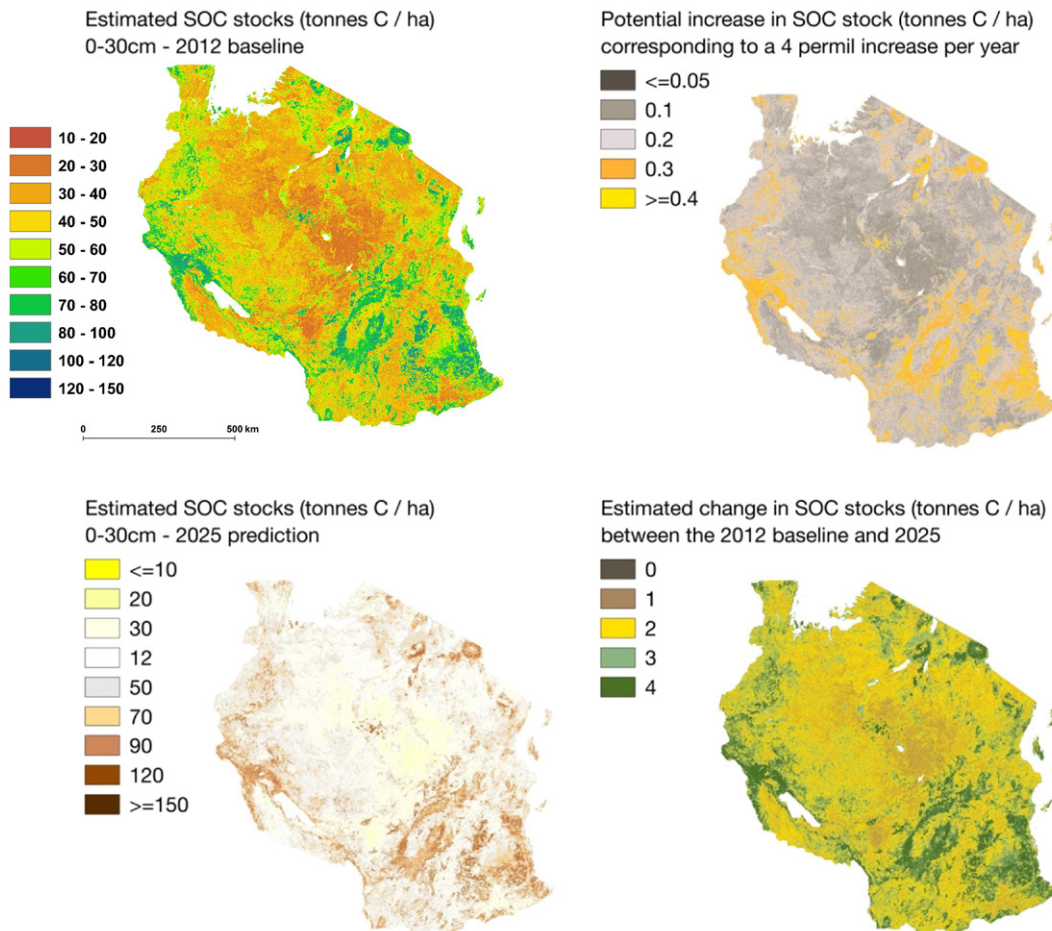 Estimated SOC stocks (tonnes C / ha)
0-30cm - 2012 baseline
10 - 20
20 - 30
30 - 40
40 - 50
50 - 60
60 - 70
70 - 80
80 - 100
100 - 120
120 - 150
0 250 500 km
Potential increase in SOC stock (tonnes C / ha)
corresponding to a 4 permil increase per year
<=0.05
0.1
0.2
0.3
>=0.4
Estimated SOC stocks (tonnes C / ha)
0-30cm - 2025 prediction
<=10
20
30
12
50
70
90
120
>=150
Estimated change in SOC stocks (tonnes C / ha)
between the 2012 baseline and 2025
0
1
2
3
4